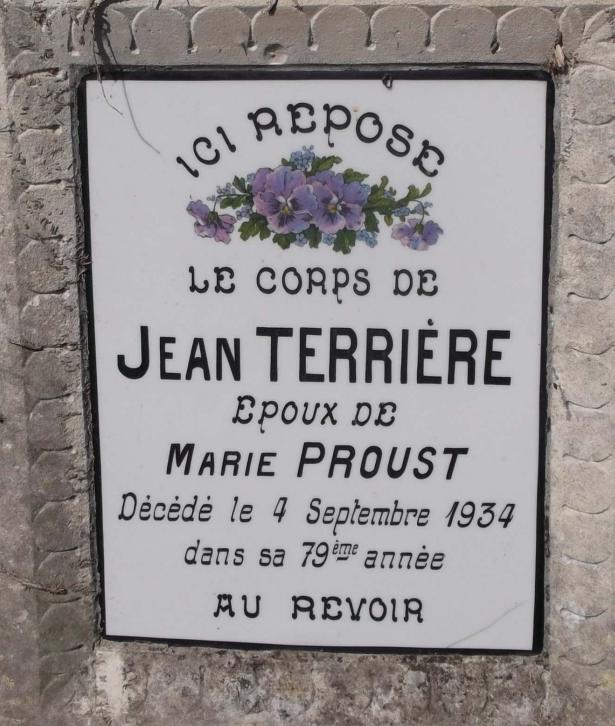 ICI REPOSE
LE CORPS DE
JEAN TERRIÈRE
EPOUX DE
MARIE PROUST
Décédé le 4 Septembre 1934
dans sa 79ème année
AU REVOIR